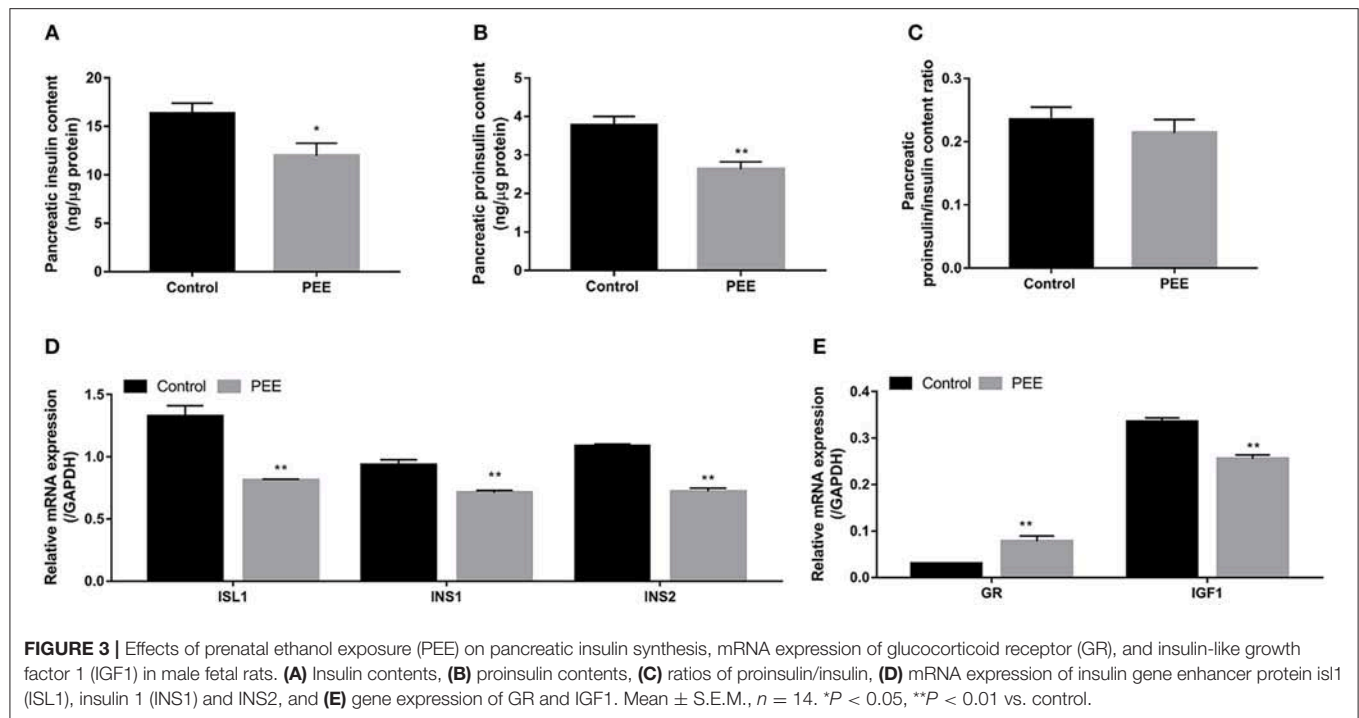 A
Pancreatic insulin content
(ng/µg protein)
20
15
10
5
0
*
Control
PEE
B
Pancreatic proinsulin content
(ng/µg protein)
5
4
3
2
1
0
**
Control
PEE
C
Pancreatic
proinsulin/insulin content ratio
0.3
0.2
0.1
0.0
Control
PEE
D
Control
PEE
Relative mRNA expression
(/GAPDH)
1.5
1.0
0.5
0.0
**
**
**
ISL1
INS1
INS2
E
Control
PEE
Relative mRNA expression
(/GAPDH)
0.4
0.3
0.2
0.1
0.0
**
**
GR
IGF1
FIGURE 3 | Effects of prenatal ethanol exposure (PEE) on pancreatic insulin synthesis, mRNA expression of glucocorticoid receptor (GR), and insulin-like growth
factor 1 (IGF1) in male fetal rats. (A) Insulin contents, (B) proinsulin contents, (C) ratios of proinsulin/insulin, (D) mRNA expression of insulin gene enhancer protein isl1
(ISL1), insulin 1 (INS1) and INS2, and (E) gene expression of GR and IGF1. Mean ± S.E.M., n = 14. *P < 0.05, **P < 0.01 vs. control.